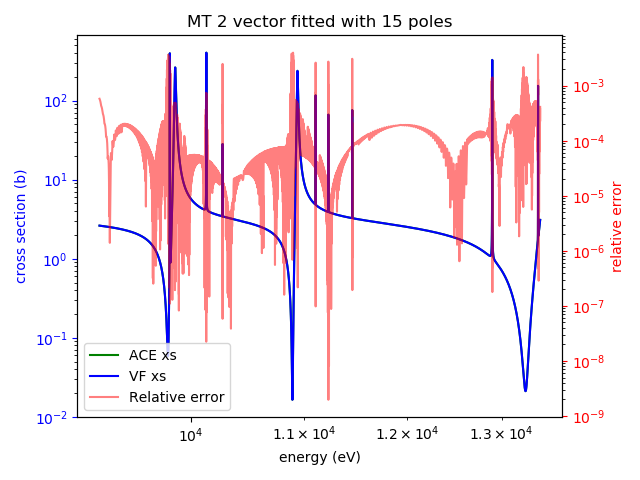 MT 2 vector fitted with 15 poles
cross section (b)
10²
10¹
10⁰
10⁻¹
10⁻²
10⁻³
10⁻⁴
10⁻⁵
10⁻⁶
10⁻⁷
10⁻⁸
10⁻⁹
relative error
ACE xs
VF xs
Relative error
10⁴
1.1 × 10⁴
1.2 × 10⁴
1.3 × 10⁴
energy (eV)